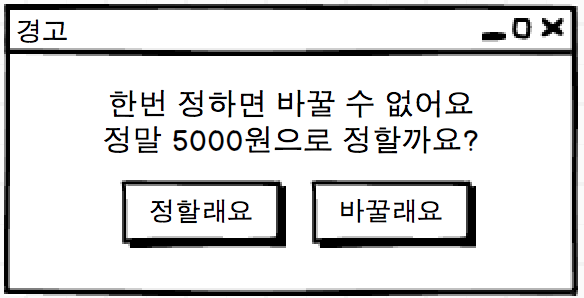 경고
한번 정하면 바꿀 수 없어요
정말 5000원으로 정할까요?
정할래요 바꿀래요